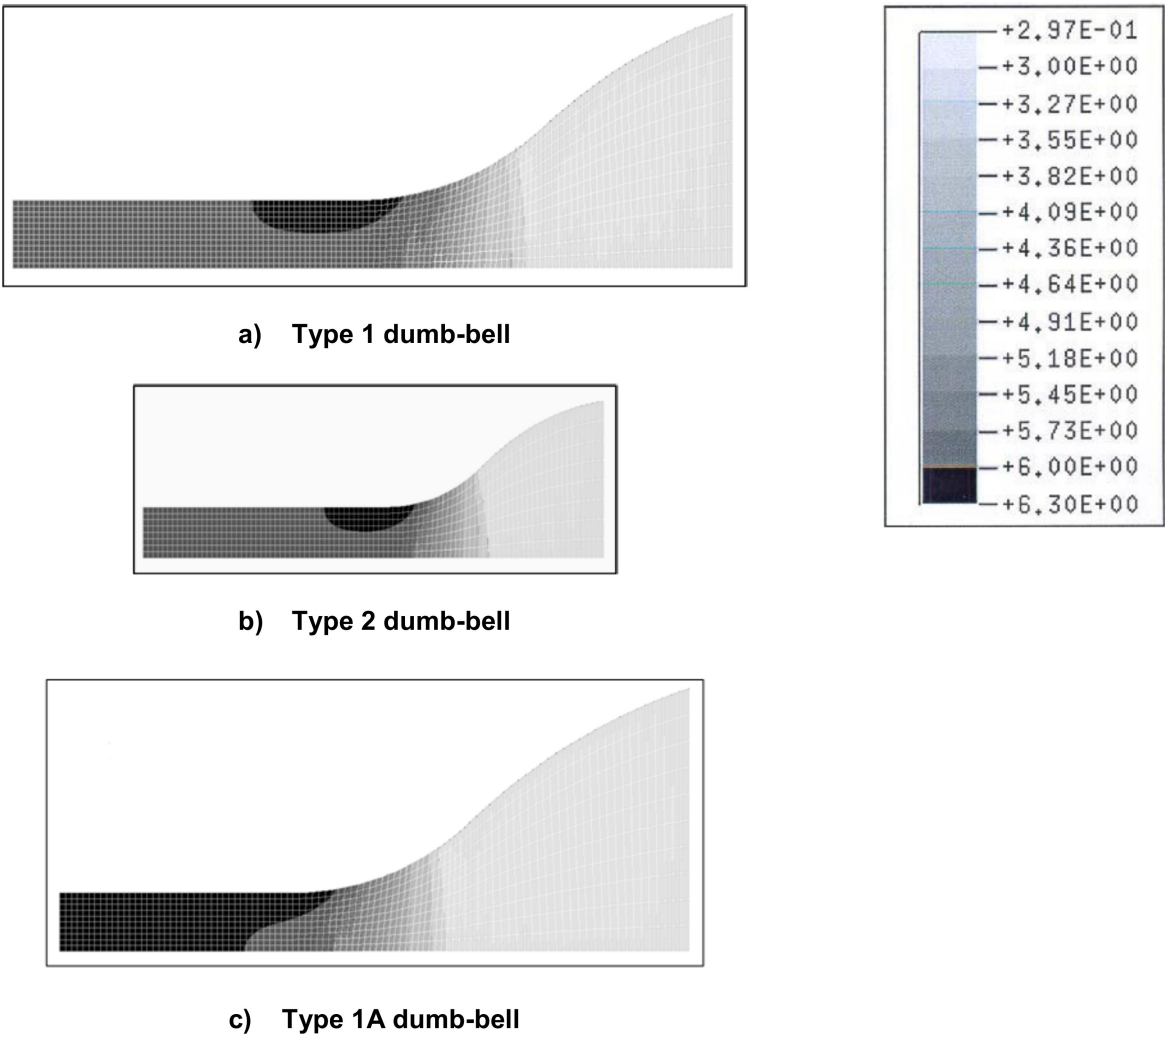 +2.97E-01
+3.00E+00
+3.27E+00
+3.55E+00
+3.82E+00
+4.09E+00
+4.36E+00
+4.64E+00
+4.91E+00
+5.18E+00
+5.45E+00
+5.73E+00
+6.00E+00
+6.30E+00
a) Type 1 dumb-bell
b) Type 2 dumb-bell
c) Type 1A dumb-bell